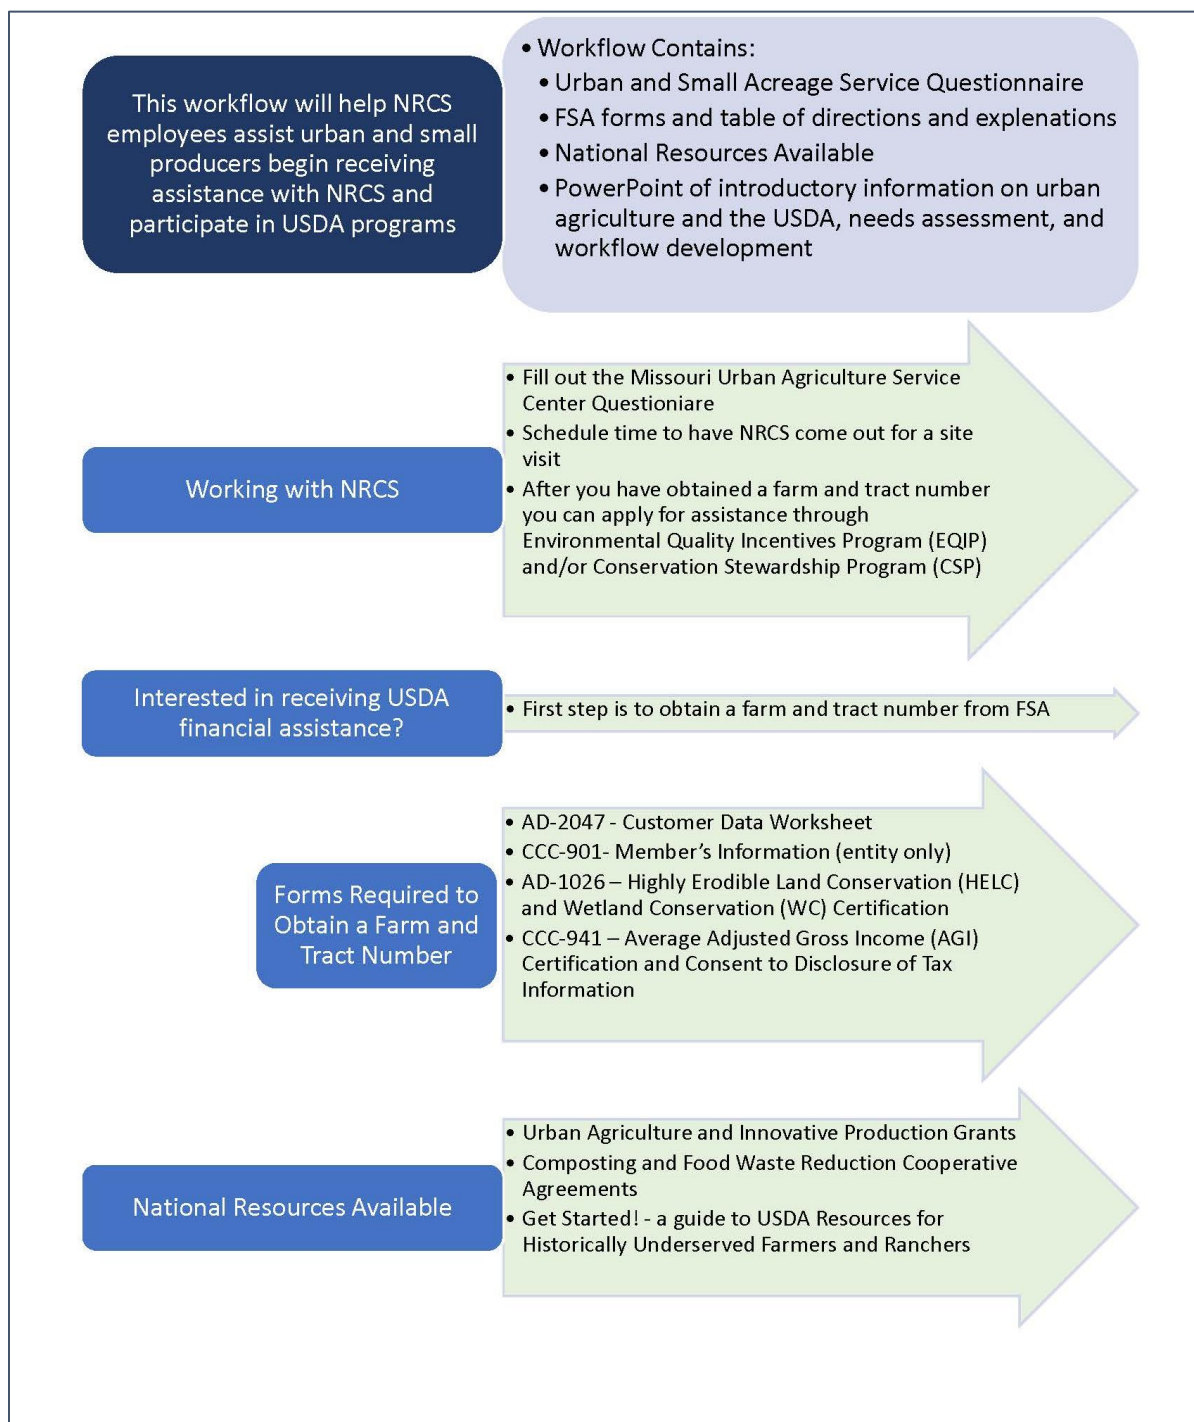 This workflow will help NRCS
employees assist urban and small
producers begin receiving
assistance with NRCS and
participate in USDA programs
• Workflow Contains:
• Urban and Small Acreage Service Questionnaire
• FSA forms and table of directions and explenations
• National Resources Available
• PowerPoint of introductory information on urban
agriculture and the USDA, needs assessment, and
workflow development
Working with NRCS
• Fill out the Missouri Urban Agriculture Service
Center Questioniare
• Schedule time to have NRCS come out for a site
visit
• After you have obtained a farm and tract number
you can apply for assistance through
Environmental Quality Incentives Program (EQIP)
and/or Conservation Stewardship Program (CSP)
Interested in receiving USDA
financial assistance?
• First step is to obtain a farm and tract number from FSA
Forms Required to
Obtain a Farm and
Tract Number
• AD-2047 - Customer Data Worksheet
• CCC-901- Member’s Information (entity only)
• AD-1026 – Highly Erodible Land Conservation (HELC)
and Wetland Conservation (WC) Certification
• CCC-941 – Average Adjusted Gross Income (AGI)
Certification and Consent to Disclosure of Tax
Information
National Resources Available
• Urban Agriculture and Innovative Production Grants
• Composting and Food Waste Reduction Cooperative
Agreements
• Get Started! - a guide to USDA Resources for
Historically Underserved Farmers and Ranchers